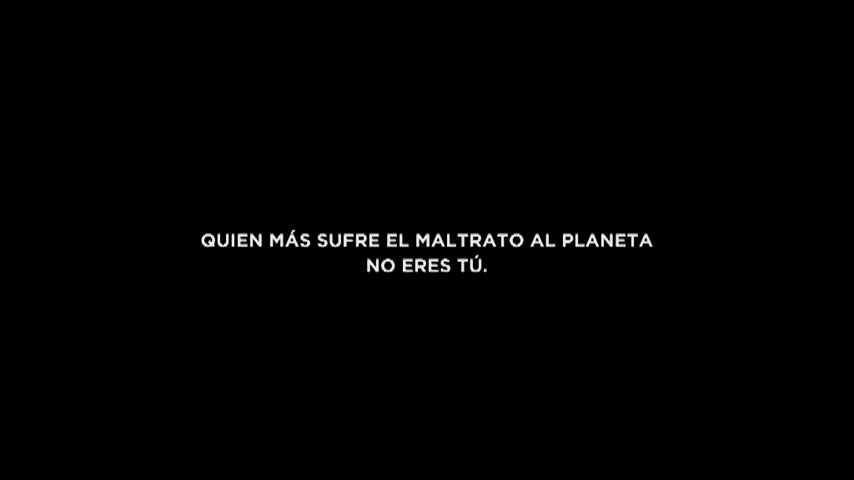 QUIEN MÁS SUFRE EL MALTRATO AL PLANETA
NO ERES TÚ.